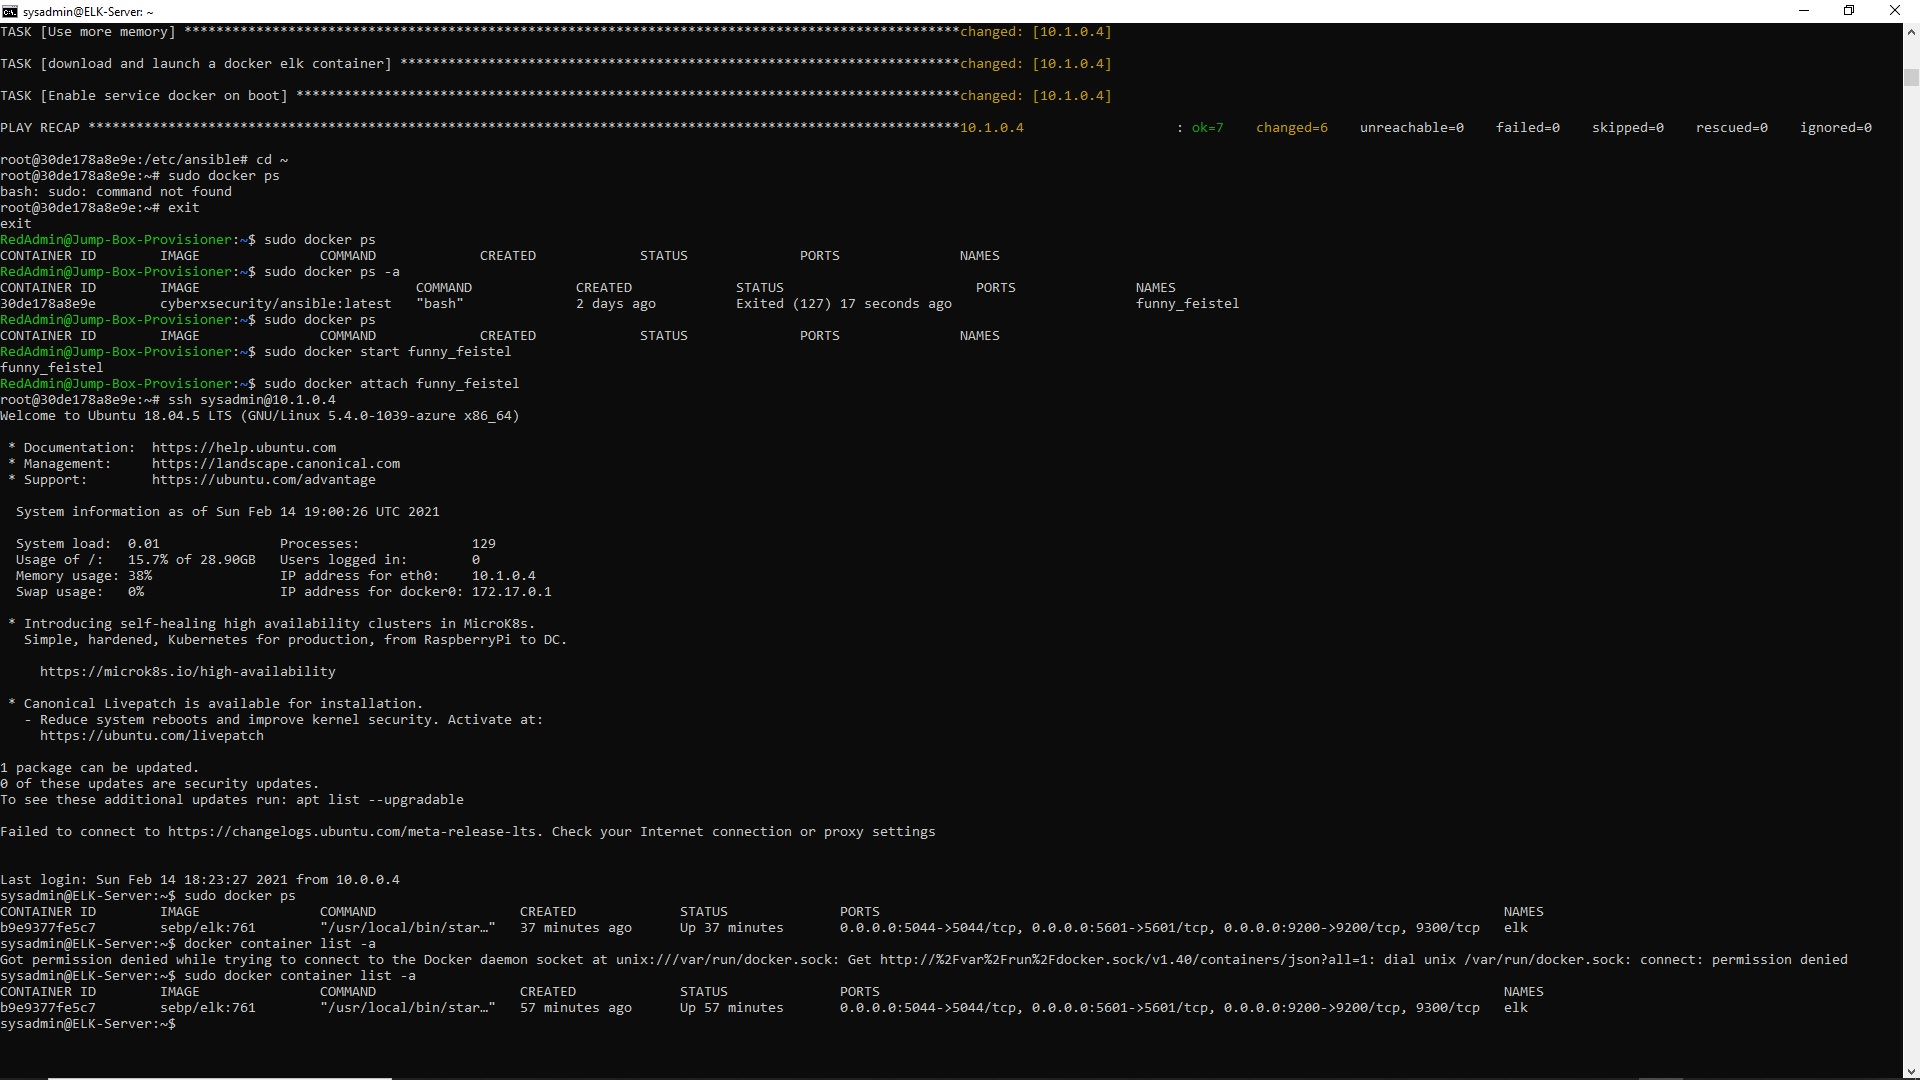 sysadmin@ELK-Server: ~
TASK [Use more memory] *************************************************************************************************changed: [10.1.0.4]
TASK [download and launch a docker elk container] **********************************************************************changed: [10.1.0.4]
TASK [Enable service docker on boot] ***********************************************************************************changed: [10.1.0.4]
PLAY RECAP *************************************************************************************************************10.1.0.4                   : ok=7    changed=6    unreachable=0    failed=0    skipped=0    rescued=0    ignored=0
root@30de178a8e9e:/etc/ansible# cd ~
root@30de178a8e9e:~# sudo docker ps
bash: sudo: command not found
root@30de178a8e9e:~# exit
exit
RedAdmin@Jump-Box-Provisioner:~$ sudo docker ps
CONTAINER ID        IMAGE               COMMAND             CREATED             STATUS              PORTS               NAMES
RedAdmin@Jump-Box-Provisioner:~$ sudo docker ps -a
CONTAINER ID        IMAGE                           COMMAND             CREATED             STATUS                        PORTS               NAMES
30de178a8e9e        cyberxsecurity/ansible:latest   "bash"              2 days ago          Exited (127) 17 seconds ago                       funny_feistel
RedAdmin@Jump-Box-Provisioner:~$ sudo docker ps
CONTAINER ID        IMAGE               COMMAND             CREATED             STATUS              PORTS               NAMES
RedAdmin@Jump-Box-Provisioner:~$ sudo docker start funny_feistel
funny_feistel
RedAdmin@Jump-Box-Provisioner:~$ sudo docker attach funny_feistel
root@30de178a8e9e:~# ssh sysadmin@10.1.0.4
Welcome to Ubuntu 18.04.5 LTS (GNU/Linux 5.4.0-1039-azure x86_64)
* Documentation:  https://help.ubuntu.com
* Management:     https://landscape.canonical.com
* Support:        https://ubuntu.com/advantage
System information as of Sun Feb 14 19:00:26 UTC 2021
System load:  0.01               Processes:              129
Usage of /:   15.7% of 28.90GB   Users logged in:        0
Memory usage: 38%                IP address for eth0:    10.1.0.4
Swap usage:   0%                 IP address for docker0: 172.17.0.1
* Introducing self-healing high availability clusters in MicroK8s.
Simple, hardened, Kubernetes for production, from RaspberryPi to DC.
https://microk8s.io/high-availability
* Canonical Livepatch is available for installation.
- Reduce system reboots and improve kernel security. Activate at:
https://ubuntu.com/livepatch
1 package can be updated.
0 of these updates are security updates.
To see these additional updates run: apt list --upgradable
Failed to connect to https://changelogs.ubuntu.com/meta-release-lts. Check your Internet connection or proxy settings
Last login: Sun Feb 14 18:23:27 2021 from 10.0.0.4
sysadmin@ELK-Server:~$ sudo docker ps
CONTAINER ID        IMAGE               COMMAND                  CREATED             STATUS              PORTS                                                                              NAMES
b9e9377fe5c7        sebp/elk:761        "/usr/local/bin/star…"   37 minutes ago      Up 37 minutes       0.0.0.0:5044->5044/tcp, 0.0.0.0:5601->5601/tcp, 0.0.0.0:9200->9200/tcp, 9300/tcp   elk
sysadmin@ELK-Server:~$ docker container list -a
Got permission denied while trying to connect to the Docker daemon socket at unix:///var/run/docker.sock: Get http://%2Fvar%2Frun%2Fdocker.sock/v1.40/containers/json?all=1: dial unix /var/run/docker.sock: connect: permission denied
sysadmin@ELK-Server:~$ sudo docker container list -a
CONTAINER ID        IMAGE               COMMAND                  CREATED             STATUS              PORTS                                                                              NAMES
b9e9377fe5c7        sebp/elk:761        "/usr/local/bin/star…"   57 minutes ago      Up 57 minutes       0.0.0.0:5044->5044/tcp, 0.0.0.0:5601->5601/tcp, 0.0.0.0:9200->9200/tcp, 9300/tcp   elk
sysadmin@ELK-Server:~$